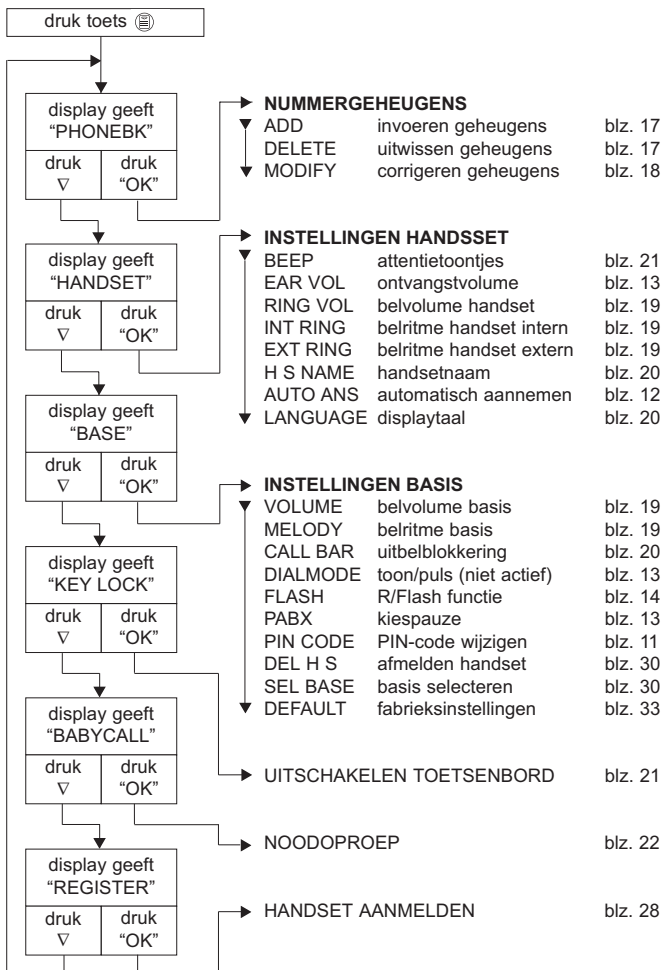 druk toets
display geeft
“PHONEBK”
druk
∇
druk
“OK”
NUMMERGEHEUGENS
ADD invoeren geheugens blz. 17
DELETE uitwissen geheugens blz. 17
MODIFY corrigeren geheugens blz. 18
display geeft
“HANDSET”
druk
∇
druk
“OK”
INSTELLINGEN HANDSSET
BEEP attentietoontjes blz. 21
EAR VOL ontvangstvolume blz. 13
RING VOL belvolume handset blz. 19
INT RING belritme handset intern blz. 19
EXT RING belritme handset extern blz. 19
H S NAME handsetnaam blz. 20
AUTO ANS automatisch aannemen blz. 12
LANGUAGE displaytaal blz. 20
display geeft
“BASE”
druk
∇
druk
“OK”
INSTELLINGEN BASIS
VOLUME belvolume basis blz. 19
MELODY belritme basis blz. 19
CALL BAR uitbelblokkering blz. 20
DIALMODE toon/puls (niet actief) blz. 13
FLASH R/Flash functie blz. 14
PABX kiespauze blz. 13
PIN CODE PIN-code wijzigen blz. 11
DEL H S afmelden handset blz. 30
SEL BASE basis selecteren blz. 30
DEFAULT fabrieksinstellingen blz. 33
display geeft
“KEY LOCK”
druk
∇
druk
“OK”
UITSCHAKELEN TOETSENBORD blz. 21
display geeft
“BABYCALL”
druk
∇
druk
“OK”
NOODOPROEP blz. 22
display geeft
“REGISTER”
druk
∇
druk
“OK”
HANDSET AANMELDEN blz. 28